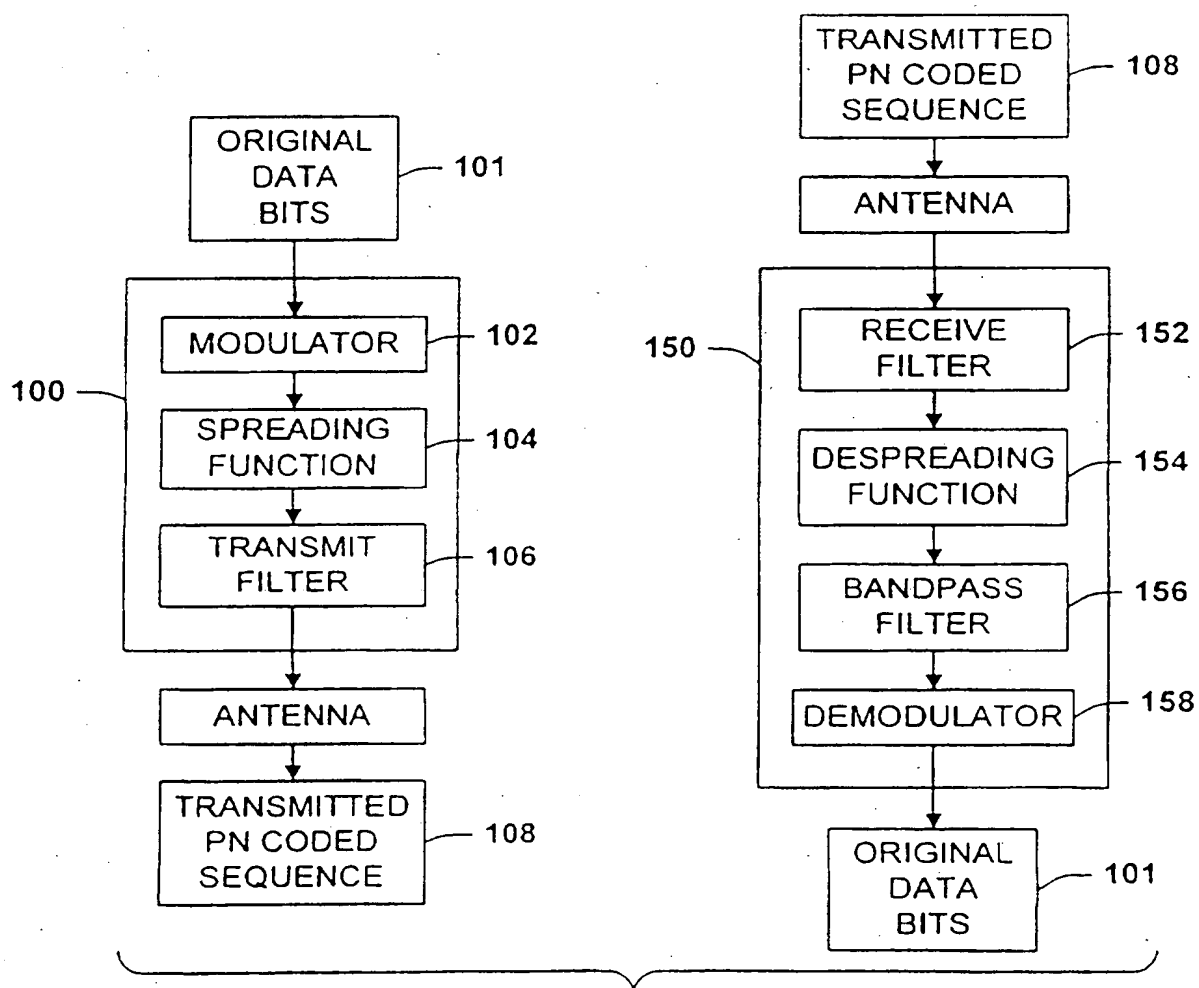 ORIGINAL
DATA
BITS
101
100
MODULATOR
102
SPREADING
FUNCTION
104
TRANSMIT
FILTER
106
ANTENNA
TRANSMITTED
PN CODED
SEQUENCE
108
TRANSMITTED
PN CODED
SEQUENCE
108
ANTENNA
150
RECEIVE
FILTER
152
DESPREADING
FUNCTION
154
BANDPASS
FILTER
156
DEMODULATOR
158
ORIGINAL
DATA
BITS
101